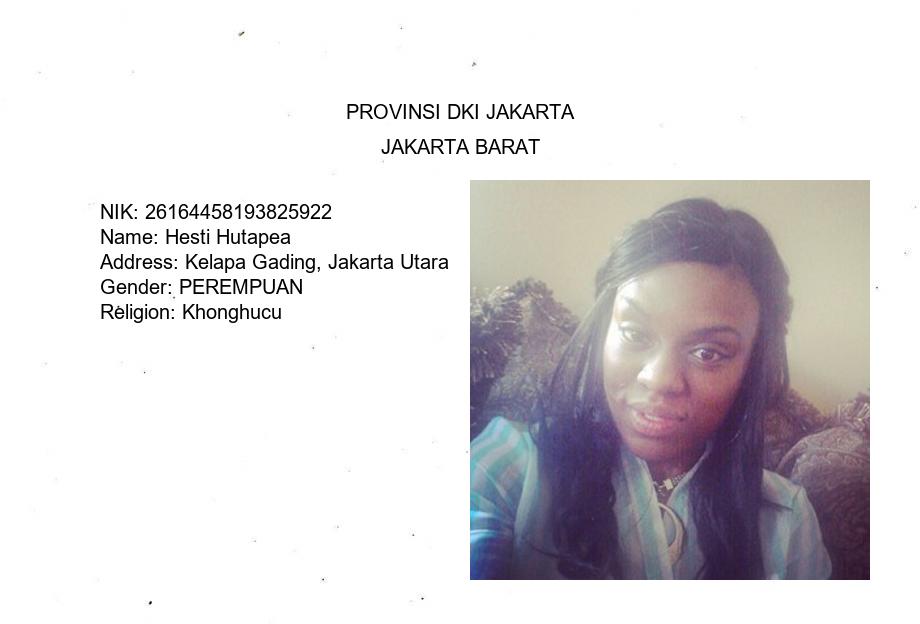 PROVINSI DKI JAKARTA
JAKARTA BARAT
NIK: 26164458193825922
Name: Hesti Hutapea
Address: Kelapa Gading, Jakarta Utara
Gender: PEREMPUAN
Religion: Khonghucu